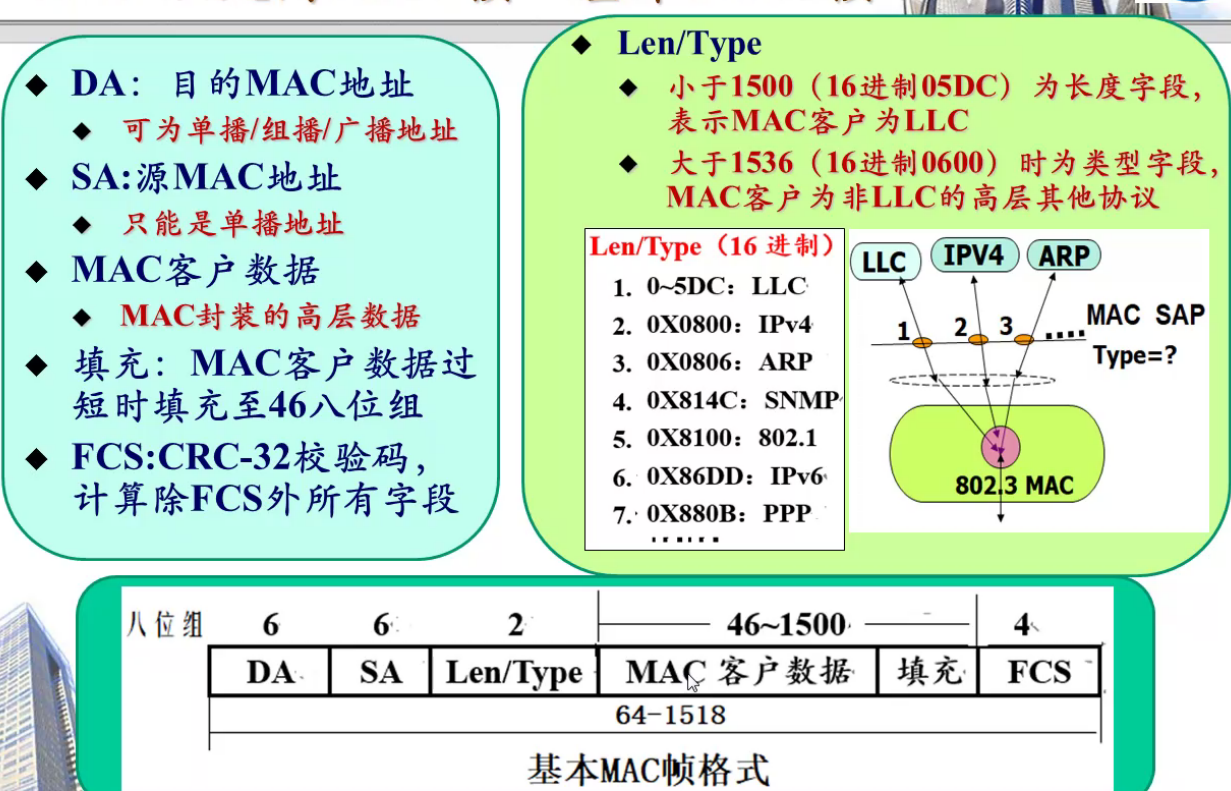 DA：目的MAC地址
可为单播/组播/广播地址
SA:源MAC地址
只能是单播地址
MAC客户数据
MAC封装的高层数据
填充：MAC客户数据过
短时填充至46八位组
FCS:CRC-32校验码，
计算除FCS外所有字段
Len/Type
小于1500（16进制05DC）为长度字段，
表示MAC客户为LLC
大于1536（16进制0600）时为类型字段，
MAC客户为非LLC的高层其他协议
Len/Type（16 进制）
1. 0~5DC：LLC
2. 0X0800：IPv4
3. 0X0806：ARP
4. 0X814C：SNMP
5. 0X8100：802.1
6. 0X86DD：IPv6
7. 0X880B：PPP
......
LLC IPV4 ARP
1 2 3 .... MAC SAP
Type=?
802.3 MAC
八位组 6 6 2 46~1500 4
DA SA Len/Type MAC 客户数据 填充 FCS
64-1518
基本MAC帧格式